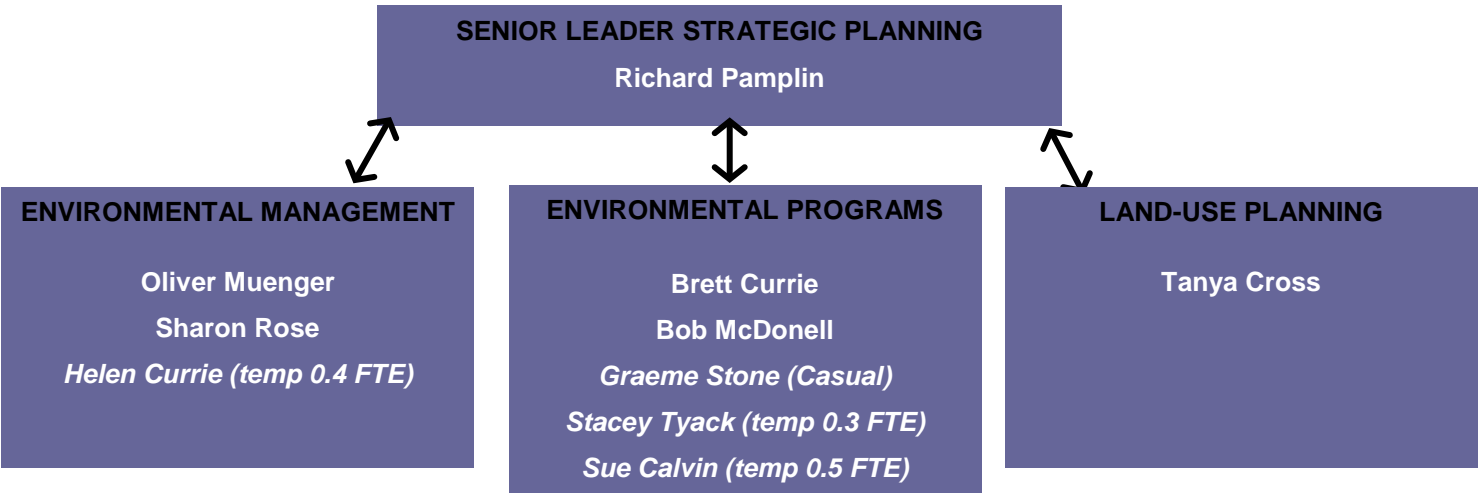 SENIOR LEADER STRATEGIC PLANNING
Richard Pamplin
ENVIRONMENTAL MANAGEMENT
Oliver Muenger
Sharon Rose
Helen Currie (temp 0.4 FTE)
ENVIRONMENTAL PROGRAMS
Brett Currie
Bob McDonell
Graeme Stone (Casual)
Stacey Tyack (temp 0.3 FTE)
Sue Calvin (temp 0.5 FTE)
LAND-USE PLANNING
Tanya Cross